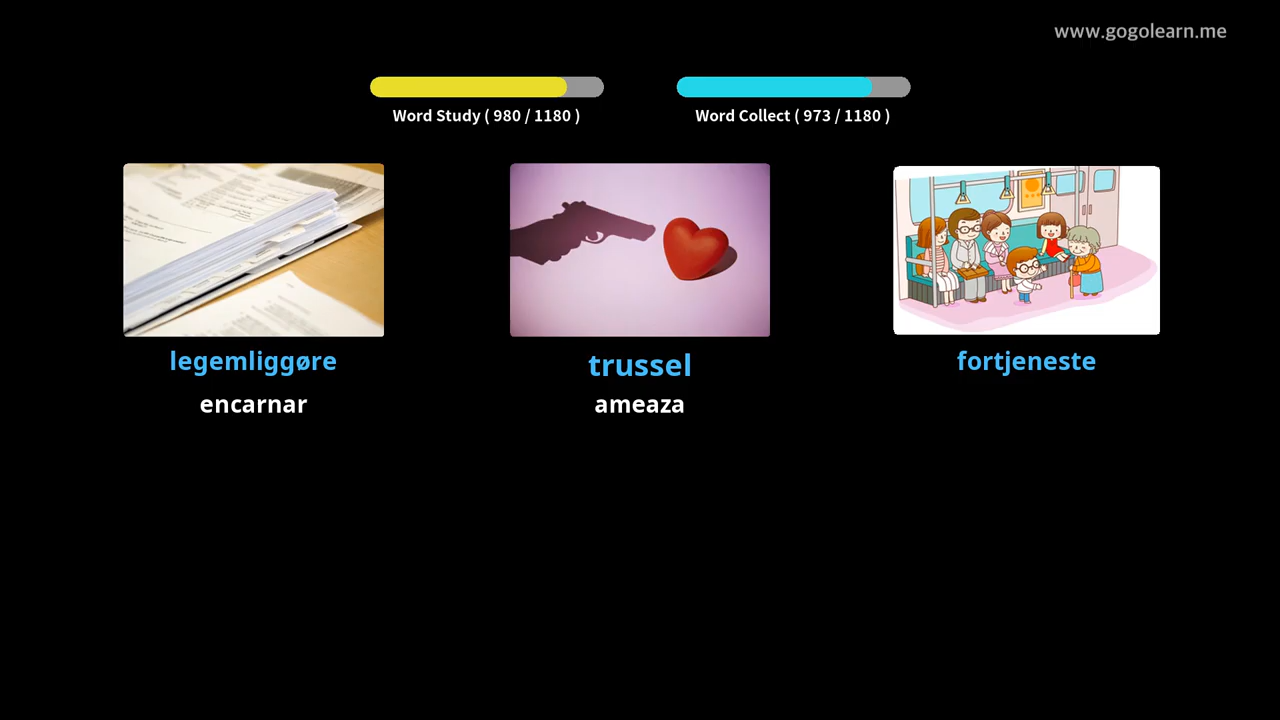 www.gogolearn.me
Word Study ( 980 / 1180 )
Word Collect ( 973 / 1180 )
legemliggøre
trussel
fortjeneste
encarnar
ameaza